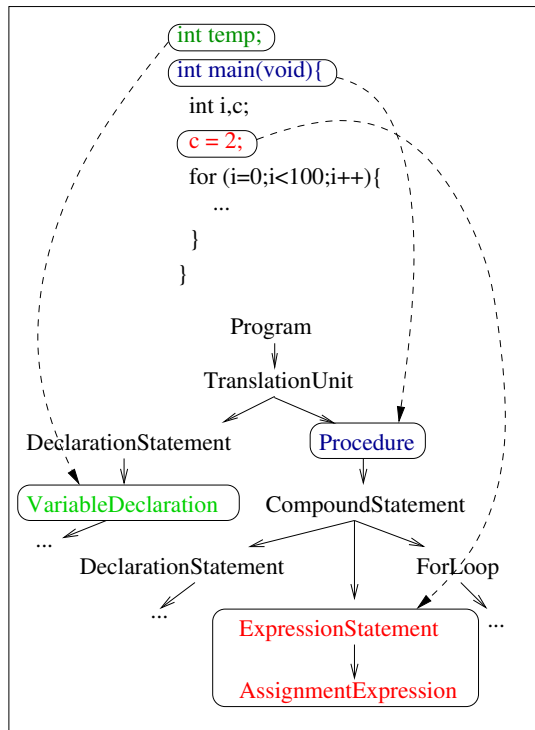 int temp;
int main(void){
int i,c;
c = 2;
for (i=0;i<100;i++){
...
}
}
Program
TranslationUnit
DeclarationStatement Procedure
VariableDeclaration CompoundStatement
...
DeclarationStatement ForLoop
... ...
ExpressionStatement
AssignmentExpression